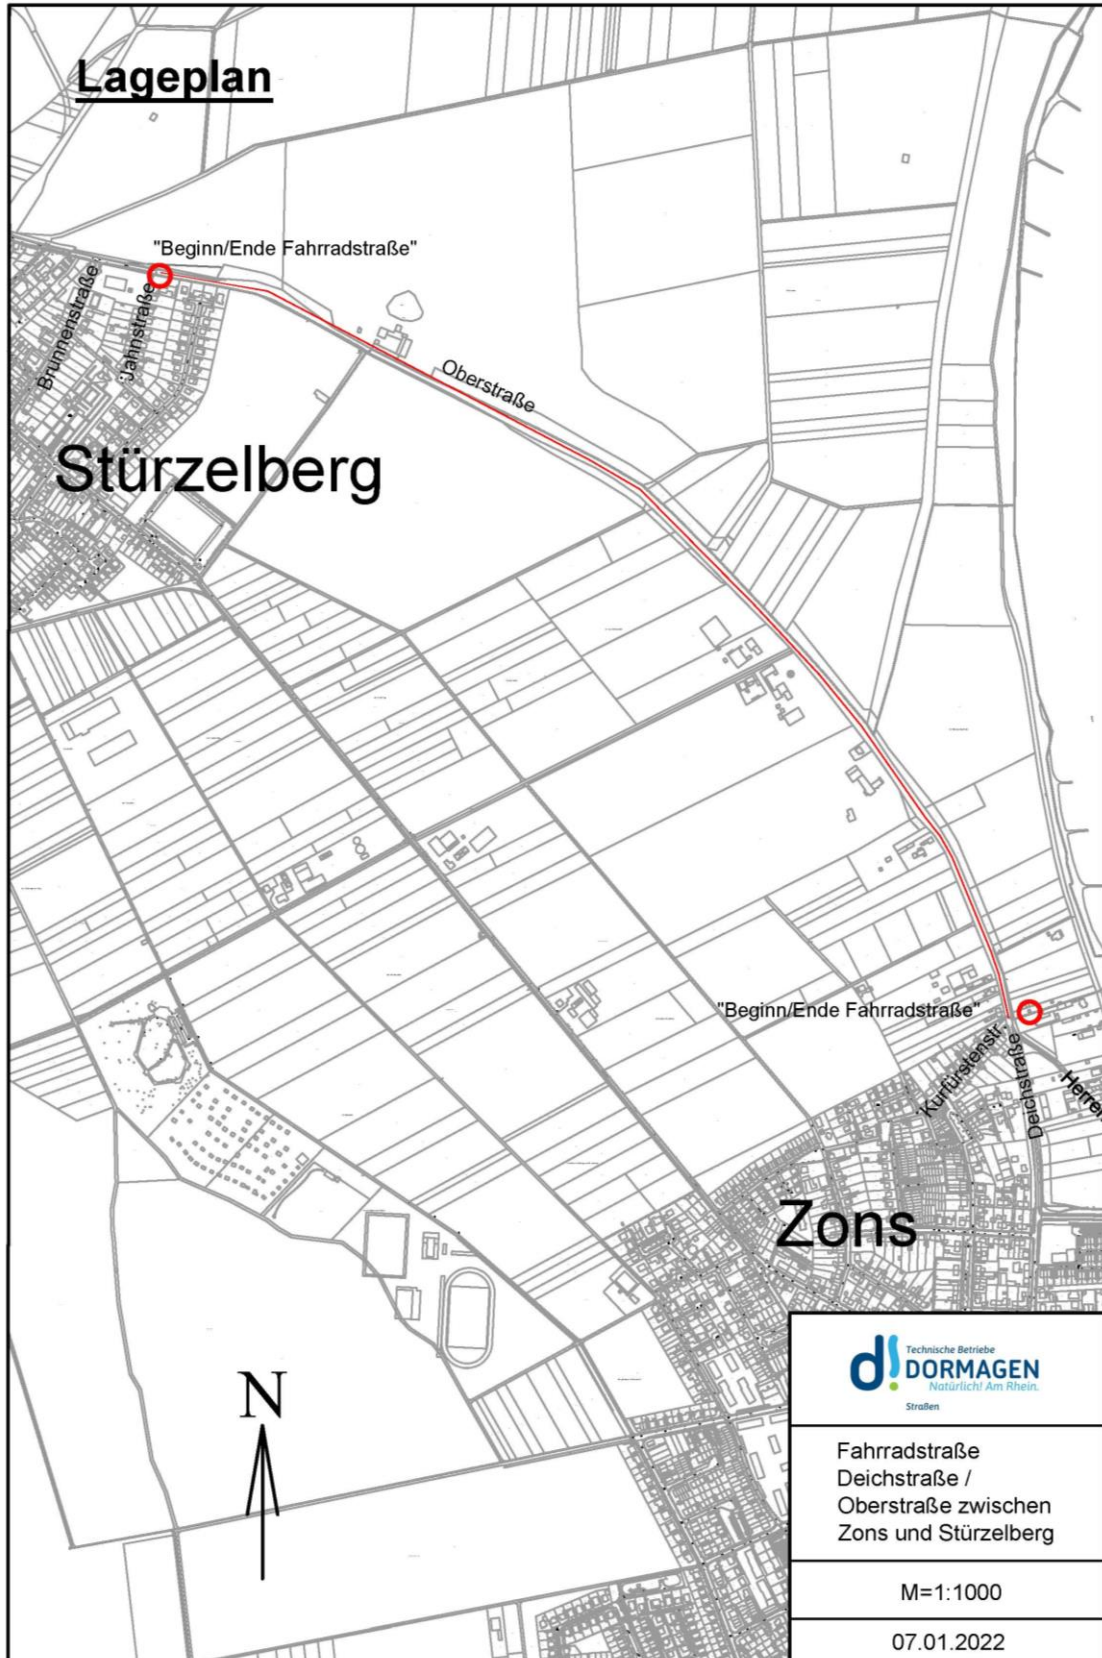 Lageplan
"Beginn/Ende Fahrradstraße"
Brunnenstraße
Jahnstraße
Oberstraße
Stürzelberg
"Beginn/Ende Fahrradstraße"
Kurfürstenstr.
Deichstraße
Zons
N
Technische Betriebe
d! DORMAGEN
Natürlich! Am Rhein.
Straßen
Fahrradstraße
Deichstraße /
Oberstraße zwischen
Zons und Stürzelberg
M=1:1000
07.01.2022